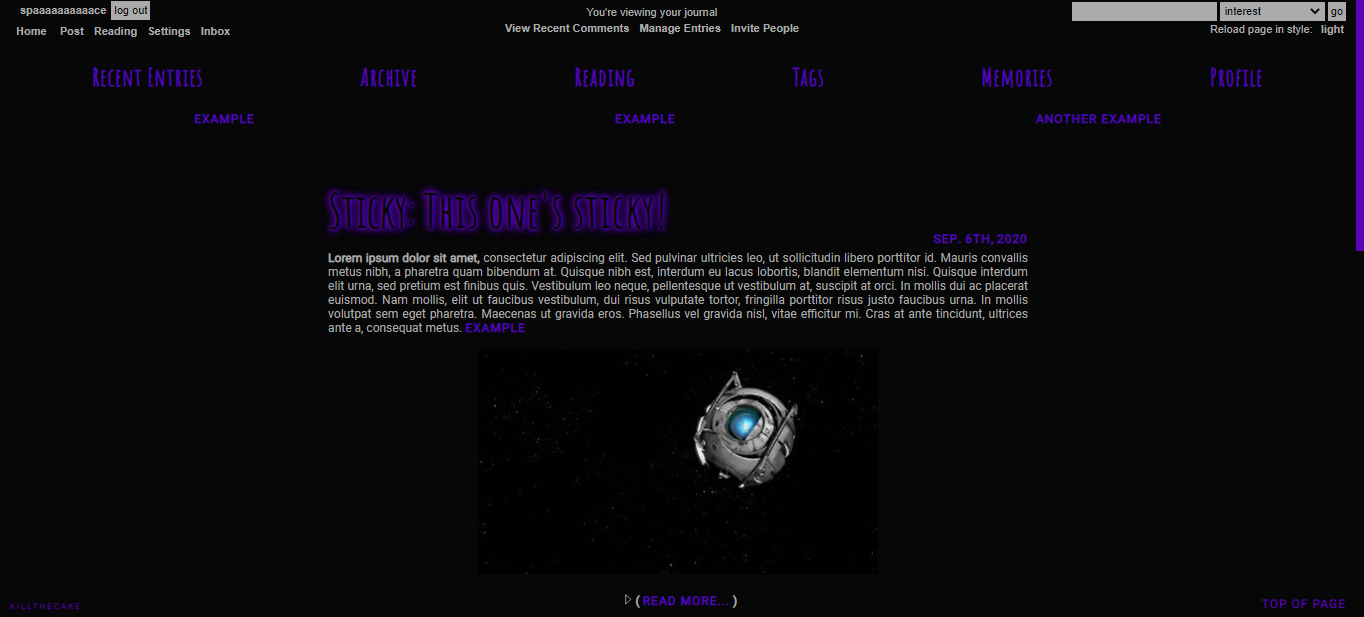 spaaaaaaaaaace log out
You're viewing your journal
interest go
Home Post Reading Settings Inbox
View Recent Comments Manage Entries Invite People
Reload page in style: light
Recent Entries Archive Reading Tags Memories Profile
EXAMPLE EXAMPLE ANOTHER EXAMPLE
Sticky: This one's sticky!
SEP. 6TH, 2020
Lorem ipsum dolor sit amet, consectetur adipiscing elit. Sed pulvinar ultricies leo, ut sollicitudin libero porttitor id. Mauris convallis
metus nibh, a pharetra quam bibendum at. Quisque nibh est, interdum eu lacus lobortis, blandit elementum nisi. Quisque interdum
elit urna, sed pretium est finibus quis. Vestibulum leo neque, pellentesque ut vestibulum at, suscipit at orci. In mollis dui ac placerat
euismod. Nam mollis, elit ut faucibus vestibulum, dui risus vulputate tortor, fringilla porttitor risus justo faucibus urna. In mollis
volutpat sem eget pharetra. Maecenas ut gravida eros. Phasellus vel gravida nisl, vitae efficitur mi. Cras at ante tincidunt, ultrices
ante a, consequat metus. EXAMPLE
( READ MORE... )
KILLTHECAKE
TOP OF PAGE